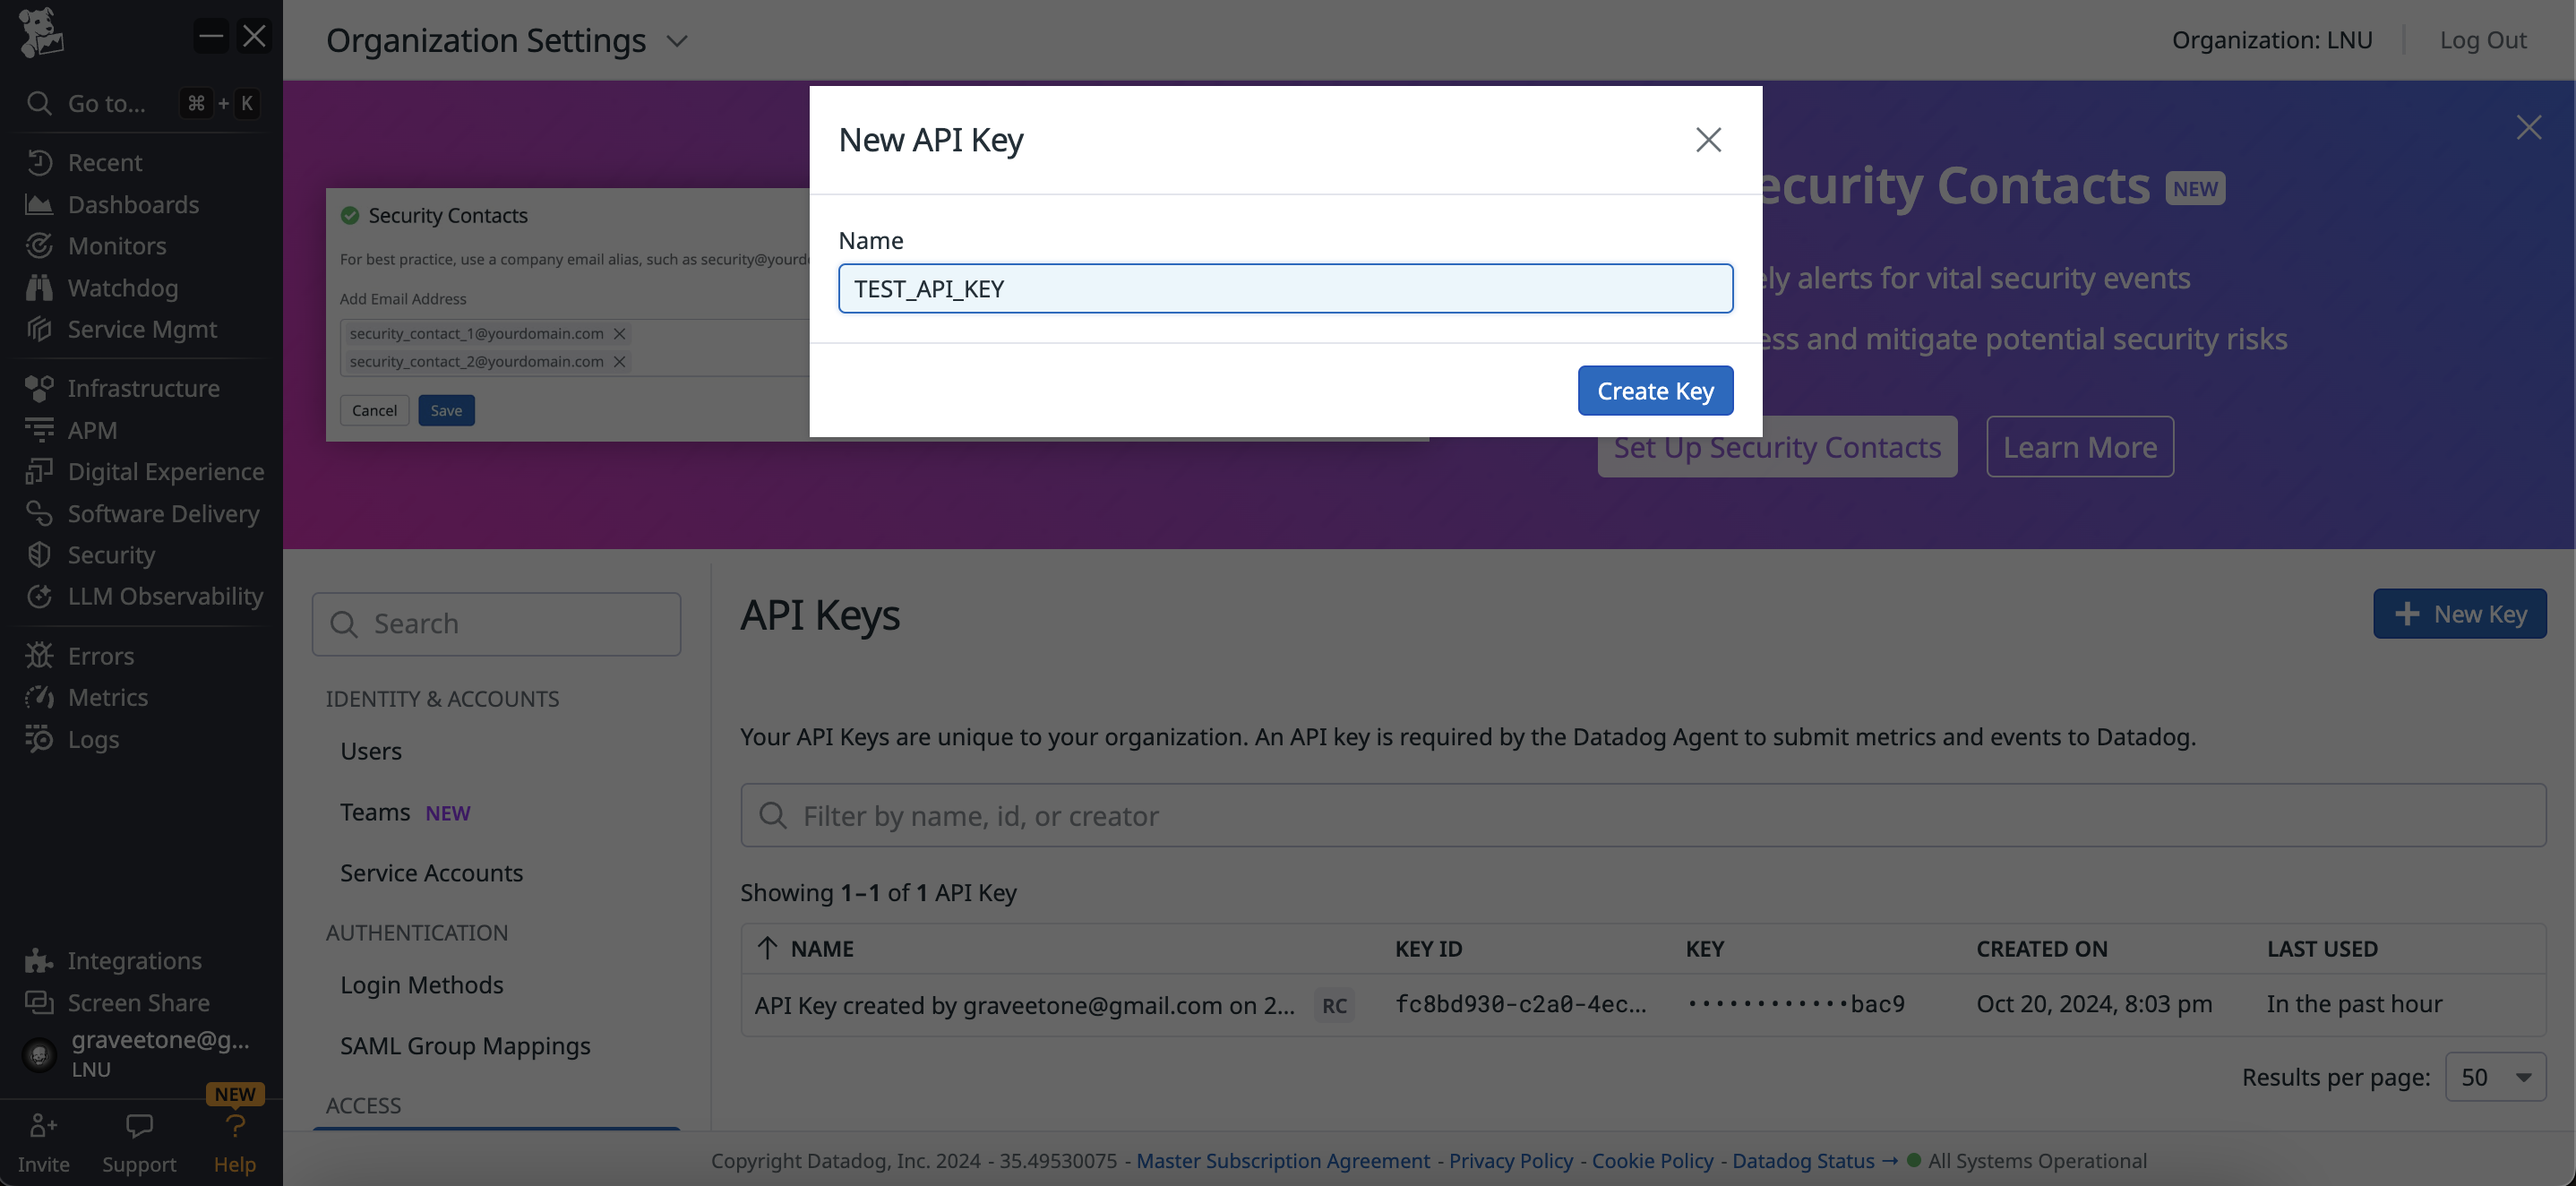 Go to... ⌘ + K
Recent
Dashboards
Monitors
Watchdog
Service Mgmt
Infrastructure
APM
Digital Experience
Software Delivery
Security
LLM Observability
Errors
Metrics
Logs
Integrations
Screen Share
graveetone@g...
LNU
NEW
Invite
Support
Help
Organization Settings
Organization: LNU
Log Out
Security Contacts
For best practice, use a company email alias, such as
Add Email Address
security_contact_1@yourdomain.com
security_contact_2@yourdomain.com
Cancel
Save
New API Key
Name
TEST_API_KEY
Create Key
Contacts NEW
alerts for vital security events
and mitigate potential security risks
Set Up Security Contacts
Learn More
Search
IDENTITY & ACCOUNTS
Users
Teams NEW
Service Accounts
AUTHENTICATION
Login Methods
SAML Group Mappings
ACCESS
API Keys
+ New Key
Your API Keys are unique to your organization. An API key is required by the Datadog Agent to submit metrics and events to Datadog.
Filter by name, id, or creator
Showing 1–1 of 1 API Key
↑ NAME KEY ID KEY CREATED ON LAST USED
API Key created by graveetone@gmail.com on 2... RC fc8bd930-c2a0-4ec... ••••••••••••bac9 Oct 20, 2024, 8:03 pm In the past hour
Results per page: 50
Copyright Datadog, Inc. 2024 - 35.49530075 - Master Subscription Agreement - Privacy Policy - Cookie Policy - Datadog Status → All Systems Operational